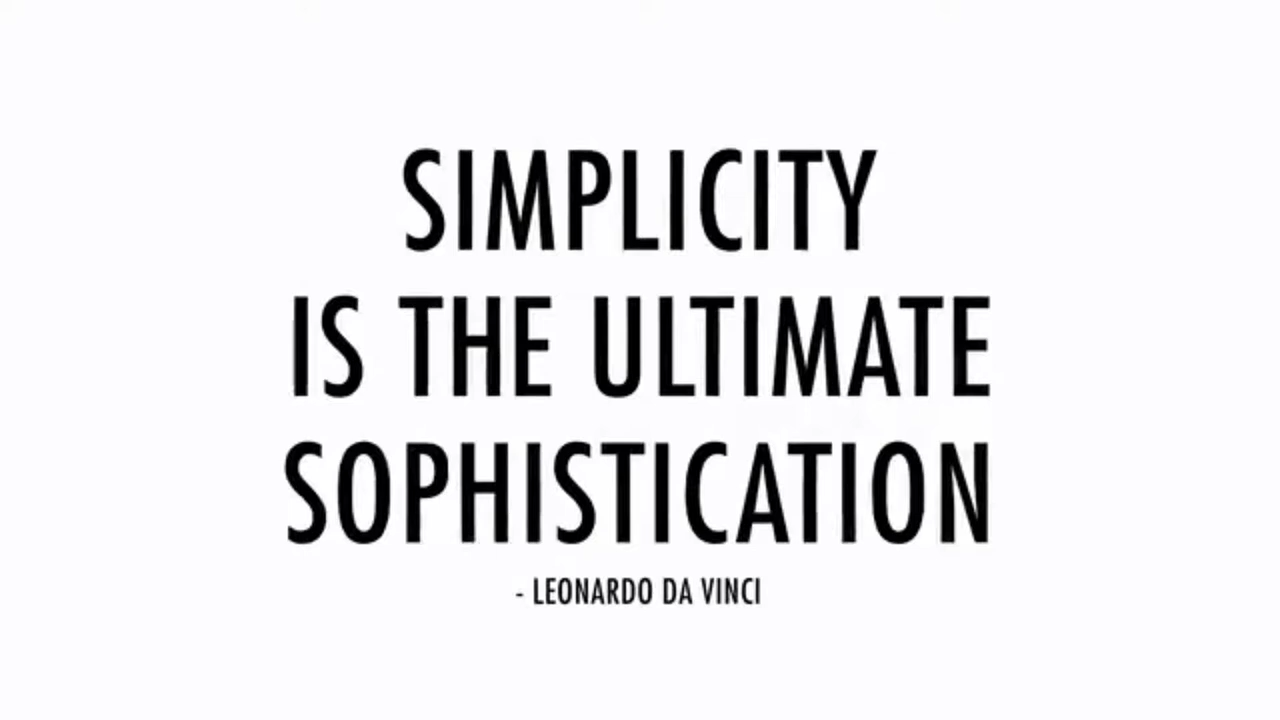 SIMPLICITY
IS THE ULTIMATE
SOPHISTICATION
- LEONARDO DA VINCI